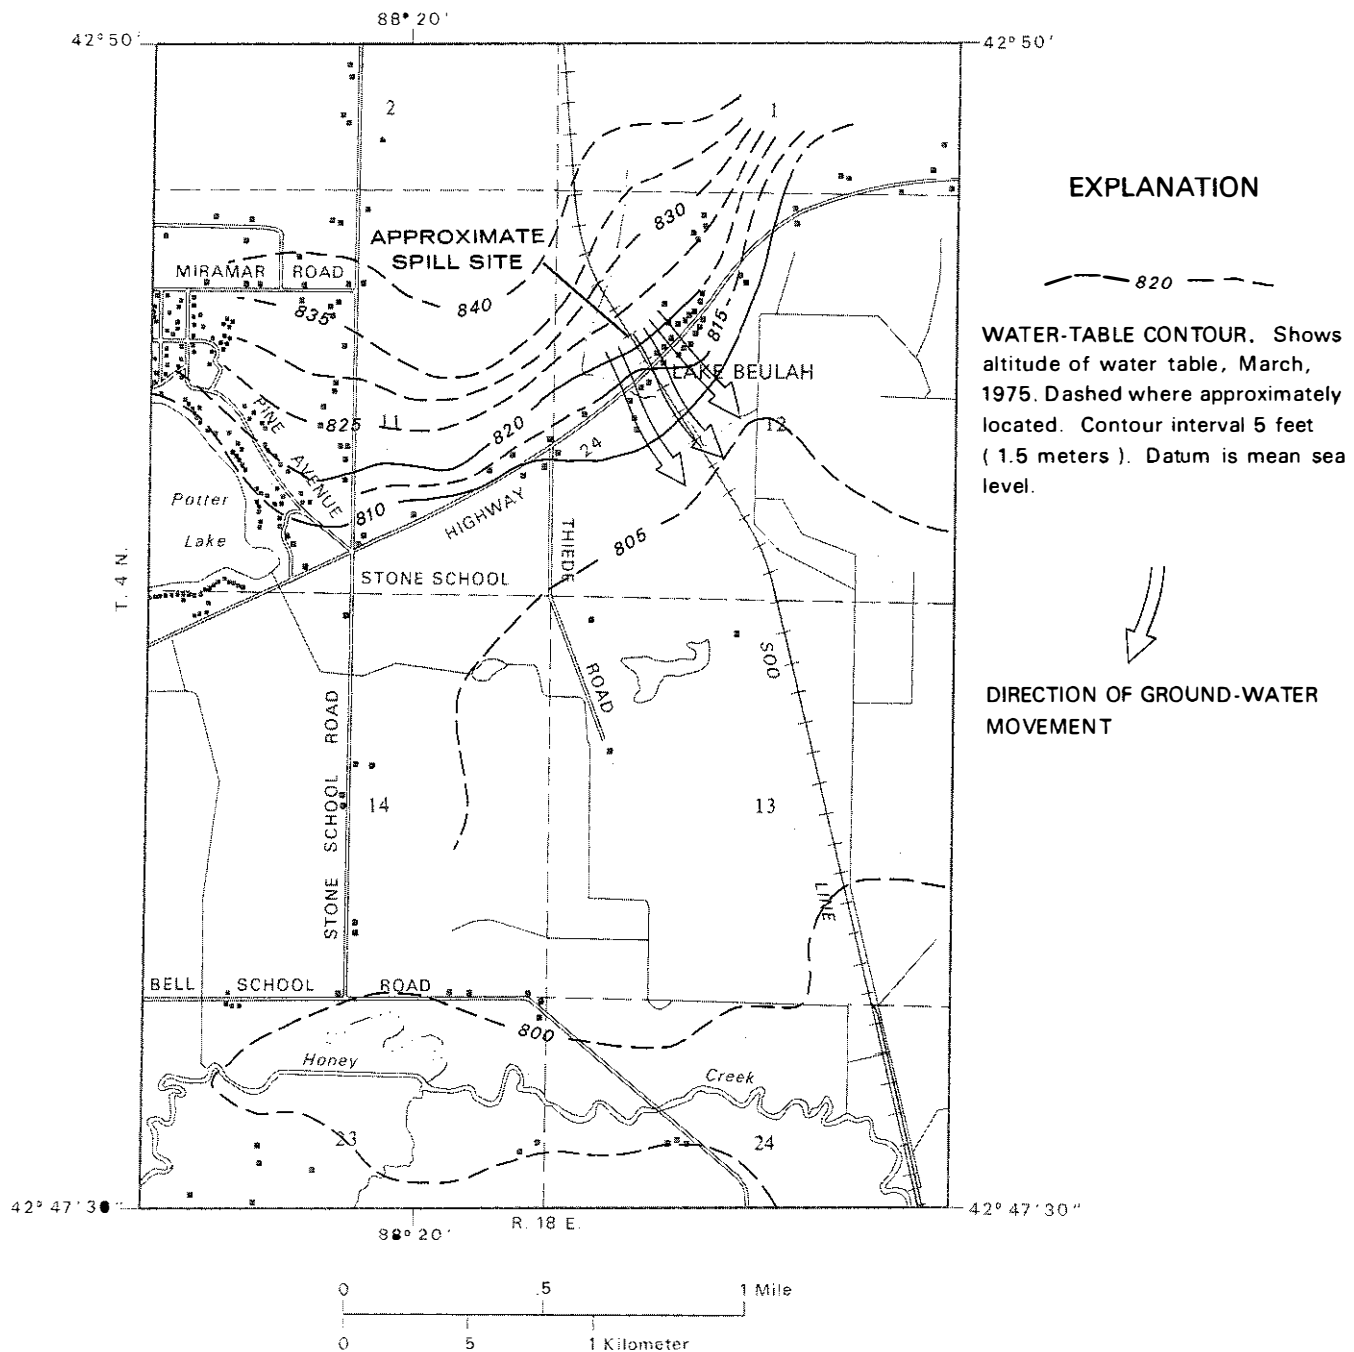 88° 20'
42° 50'
42° 50'
2
1
830
APPROXIMATE
SPILL SITE
MIRAMAR ROAD
840
835
815
LAKE BEULAH
PINE
AVENUE
825
11
820
24
12
810
HIGHWAY
805
Potter
Lake
THIEDE
STONE SCHOOL
T. 4 N.
SOO
ROAD
STONE SCHOOL ROAD
14
13
STONE SCHOOL ROAD
LINE
BELL SCHOOL ROAD
800
Honey
Creek
23
24
42° 47' 30"
42° 47' 30"
R. 18 E.
88° 20'
0 .5 1 Mile
0 5 1 Kilometer
EXPLANATION
820
WATER-TABLE CONTOUR. Shows
altitude of water table, March,
1975. Dashed where approximately
located. Contour interval 5 feet
( 1.5 meters ). Datum is mean sea
level.
DIRECTION OF GROUND-WATER
MOVEMENT